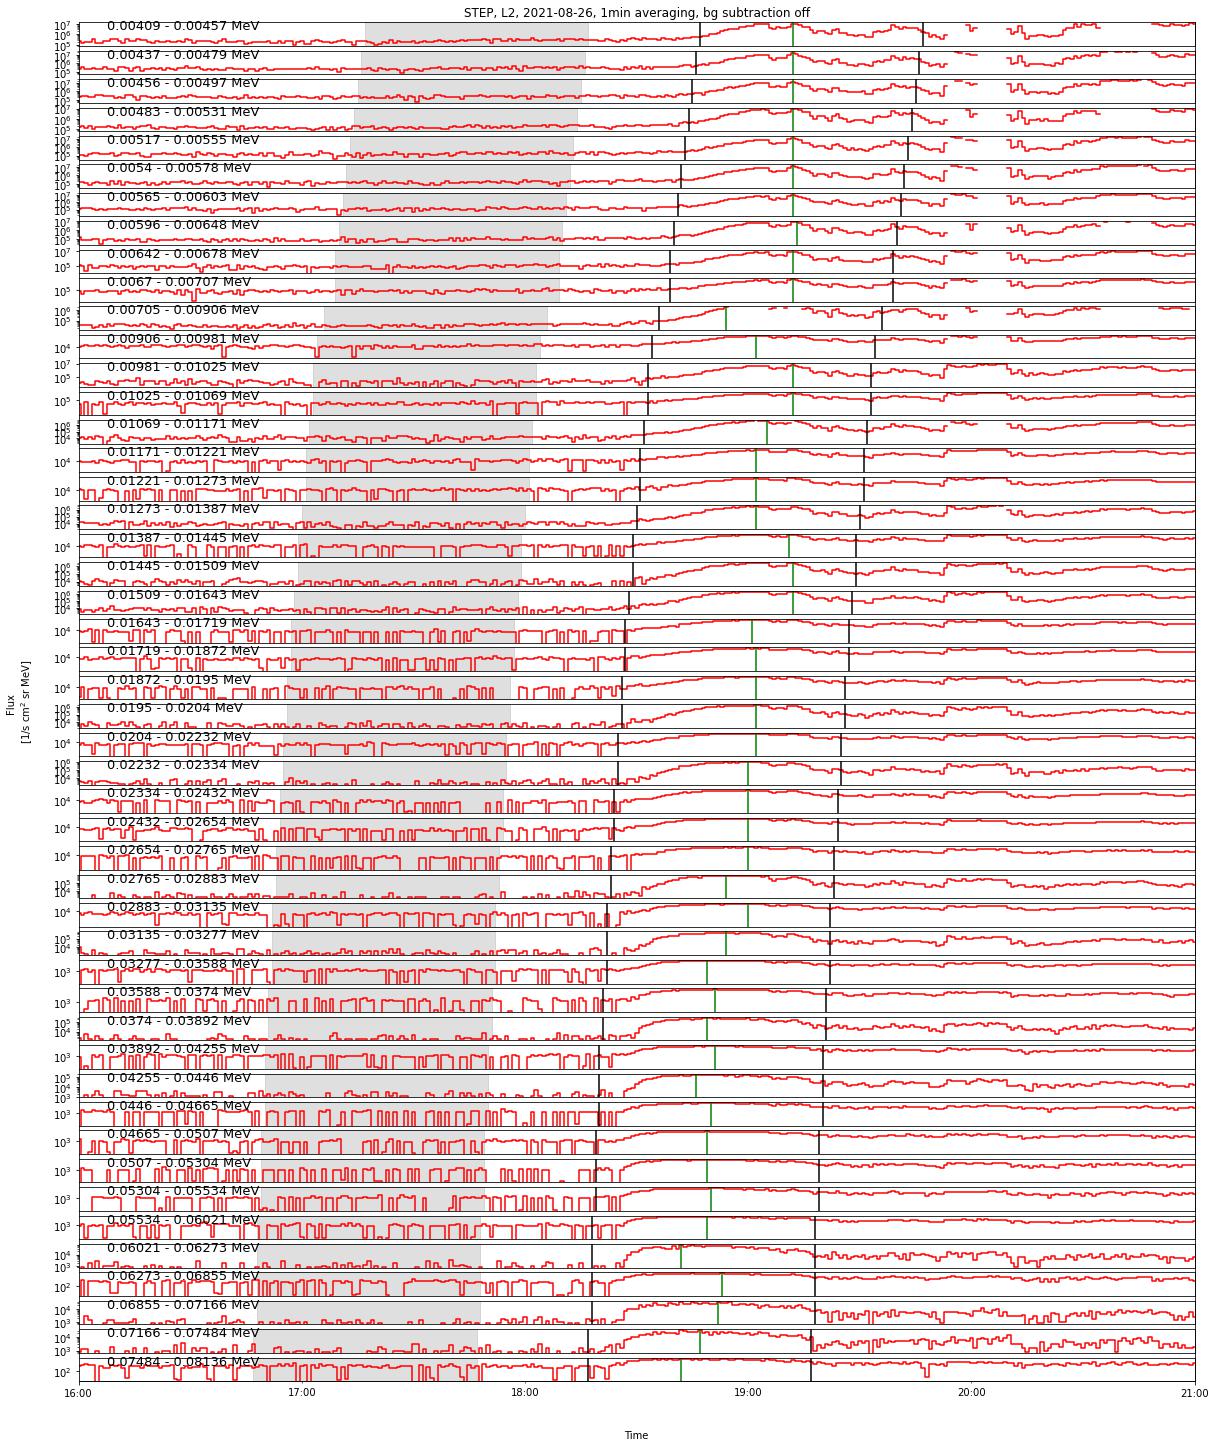 STEP, L2, 2021-08-26, 1min averaging, bg subtraction off
0.00409 - 0.00457 MeV
0.00437 - 0.00479 MeV
0.00456 - 0.00497 MeV
0.00483 - 0.00531 MeV
0.00517 - 0.00555 MeV
0.0054 - 0.00578 MeV
0.00565 - 0.00603 MeV
0.00596 - 0.00648 MeV
0.00642 - 0.00678 MeV
0.0067 - 0.00707 MeV
0.00705 - 0.00906 MeV
0.00906 - 0.00981 MeV
0.00981 - 0.01025 MeV
0.01025 - 0.01069 MeV
0.01069 - 0.01171 MeV
0.01171 - 0.01221 MeV
0.01221 - 0.01273 MeV
0.01273 - 0.01387 MeV
0.01387 - 0.01445 MeV
0.01445 - 0.01509 MeV
0.01509 - 0.01643 MeV
0.01643 - 0.01719 MeV
0.01719 - 0.01872 MeV
0.01872 - 0.0195 MeV
0.0195 - 0.0204 MeV
0.0204 - 0.02232 MeV
0.02232 - 0.02334 MeV
0.02334 - 0.02432 MeV
0.02432 - 0.02654 MeV
0.02654 - 0.02765 MeV
0.02765 - 0.02883 MeV
0.02883 - 0.03135 MeV
0.03135 - 0.03277 MeV
0.03277 - 0.03588 MeV
0.03588 - 0.0374 MeV
0.0374 - 0.03892 MeV
0.03892 - 0.04255 MeV
0.04255 - 0.0446 MeV
0.0446 - 0.04665 MeV
0.04665 - 0.0507 MeV
0.0507 - 0.05304 MeV
0.05304 - 0.05534 MeV
0.05534 - 0.06021 MeV
0.06021 - 0.06273 MeV
0.06273 - 0.06855 MeV
0.06855 - 0.07166 MeV
0.07166 - 0.07484 MeV
0.07484 - 0.08136 MeV
Flux
[1/s cm² sr MeV]
16:00 17:00 18:00 19:00 20:00 21:00
Time